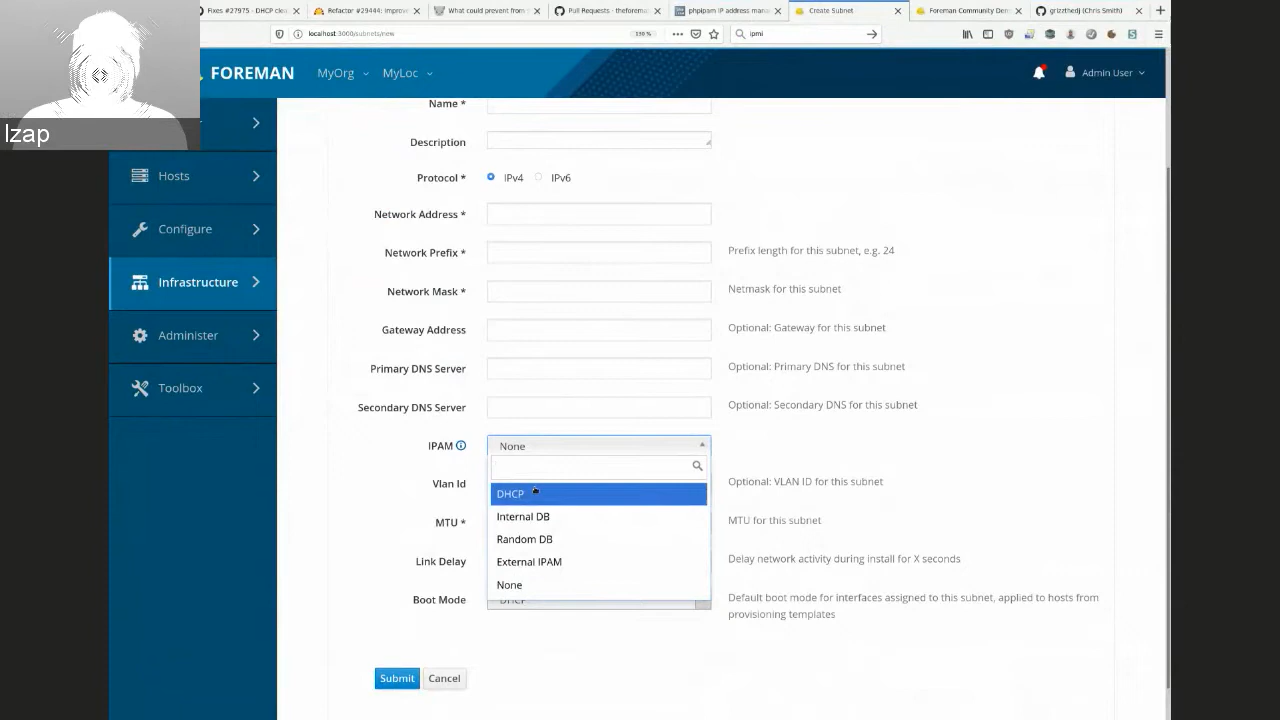 Fixes #27975 - DHCP clea
Refactor #29444: Improve
What could prevent from
Pull Requests · theforema
phpipam IP address mana
Create Subnet
Foreman Community Dem
grizzthedj (Chris Smith)
localhost:3000/subnets/new
130%
ipmi
FOREMAN
MyOrg
MyLoc
Admin User
lzap
Hosts
Configure
Infrastructure
Administer
Toolbox
Name *
Description
Protocol *
IPv4
IPv6
Network Address *
Network Prefix *
Prefix length for this subnet, e.g. 24
Network Mask *
Netmask for this subnet
Gateway Address
Optional: Gateway for this subnet
Primary DNS Server
Optional: Primary DNS for this subnet
Secondary DNS Server
Optional: Secondary DNS for this subnet
IPAM
None
DHCP
Internal DB
Random DB
External IPAM
None
Vlan Id
Optional: VLAN ID for this subnet
MTU *
MTU for this subnet
Link Delay
Delay network activity during install for X seconds
Boot Mode
DHCP
Default boot mode for interfaces assigned to this subnet, applied to hosts from
provisioning templates
Submit
Cancel